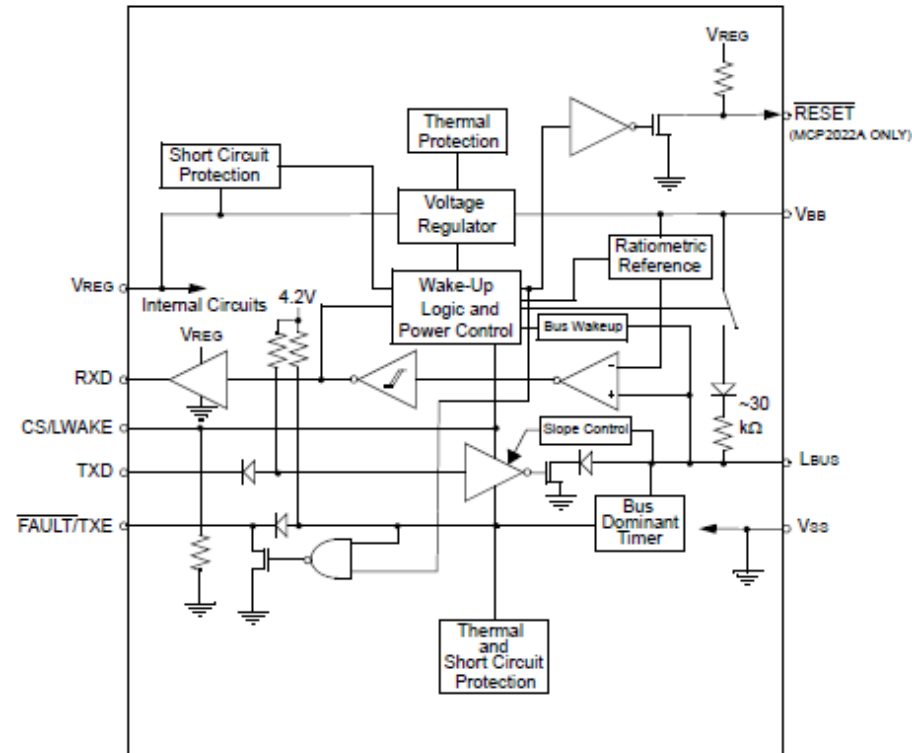 VREG
RESET
(MCP2022A ONLY)
Thermal
Protection
Short Circuit
Protection
Voltage
Regulator
VBB
Ratiometric
Reference
VREG
Internal Circuits
4.2V
Wake-Up
Logic and
Power Control
Bus Wakeup
VREG
RXD
-
+
~30
kΩ
CS/LWAKE
Slope Control
TXD
LBUS
FAULT/TXE
Bus
Dominant
Timer
VSS
Thermal
and
Short Circuit
Protection